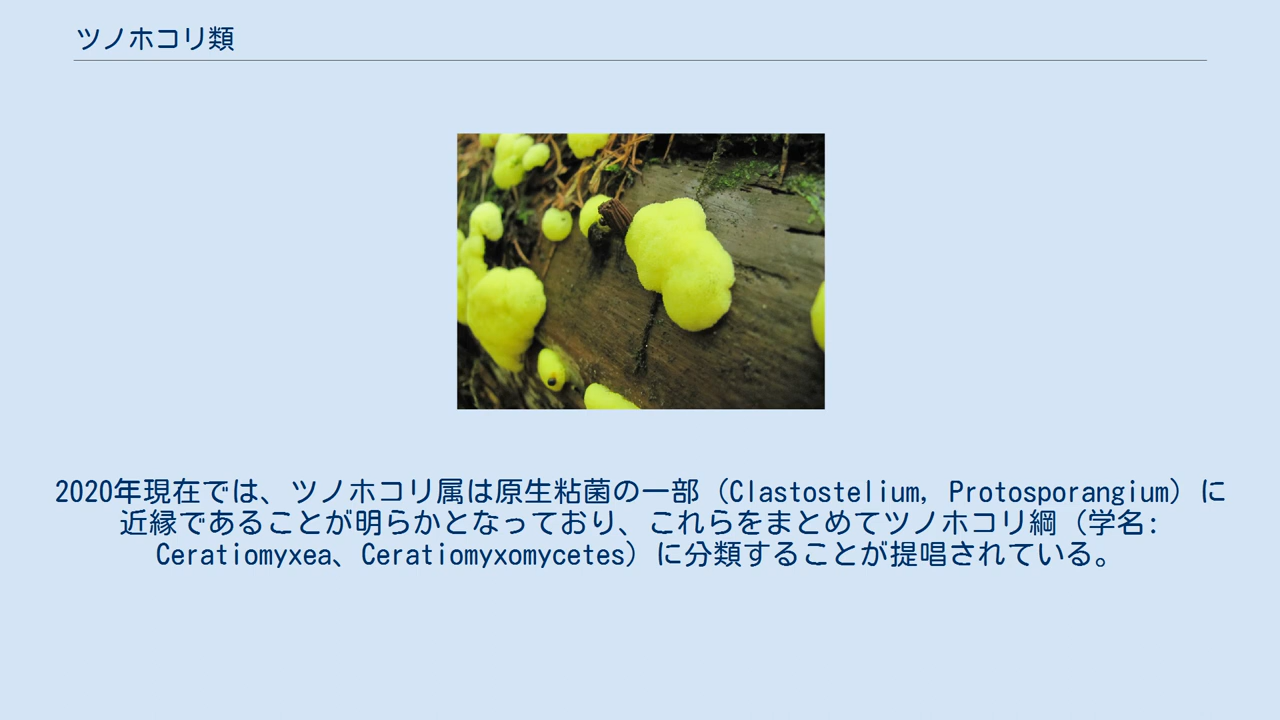 ツノホコリ類
2020年現在では、ツノホコリ属は原生粘菌の一部（Clastostelium, Protosporangium）に
近縁であることが明らかとなっており、これらをまとめてツノホコリ綱（学名:
Ceratiomyxea、Ceratiomyxomycetes）に分類することが提唱されている。